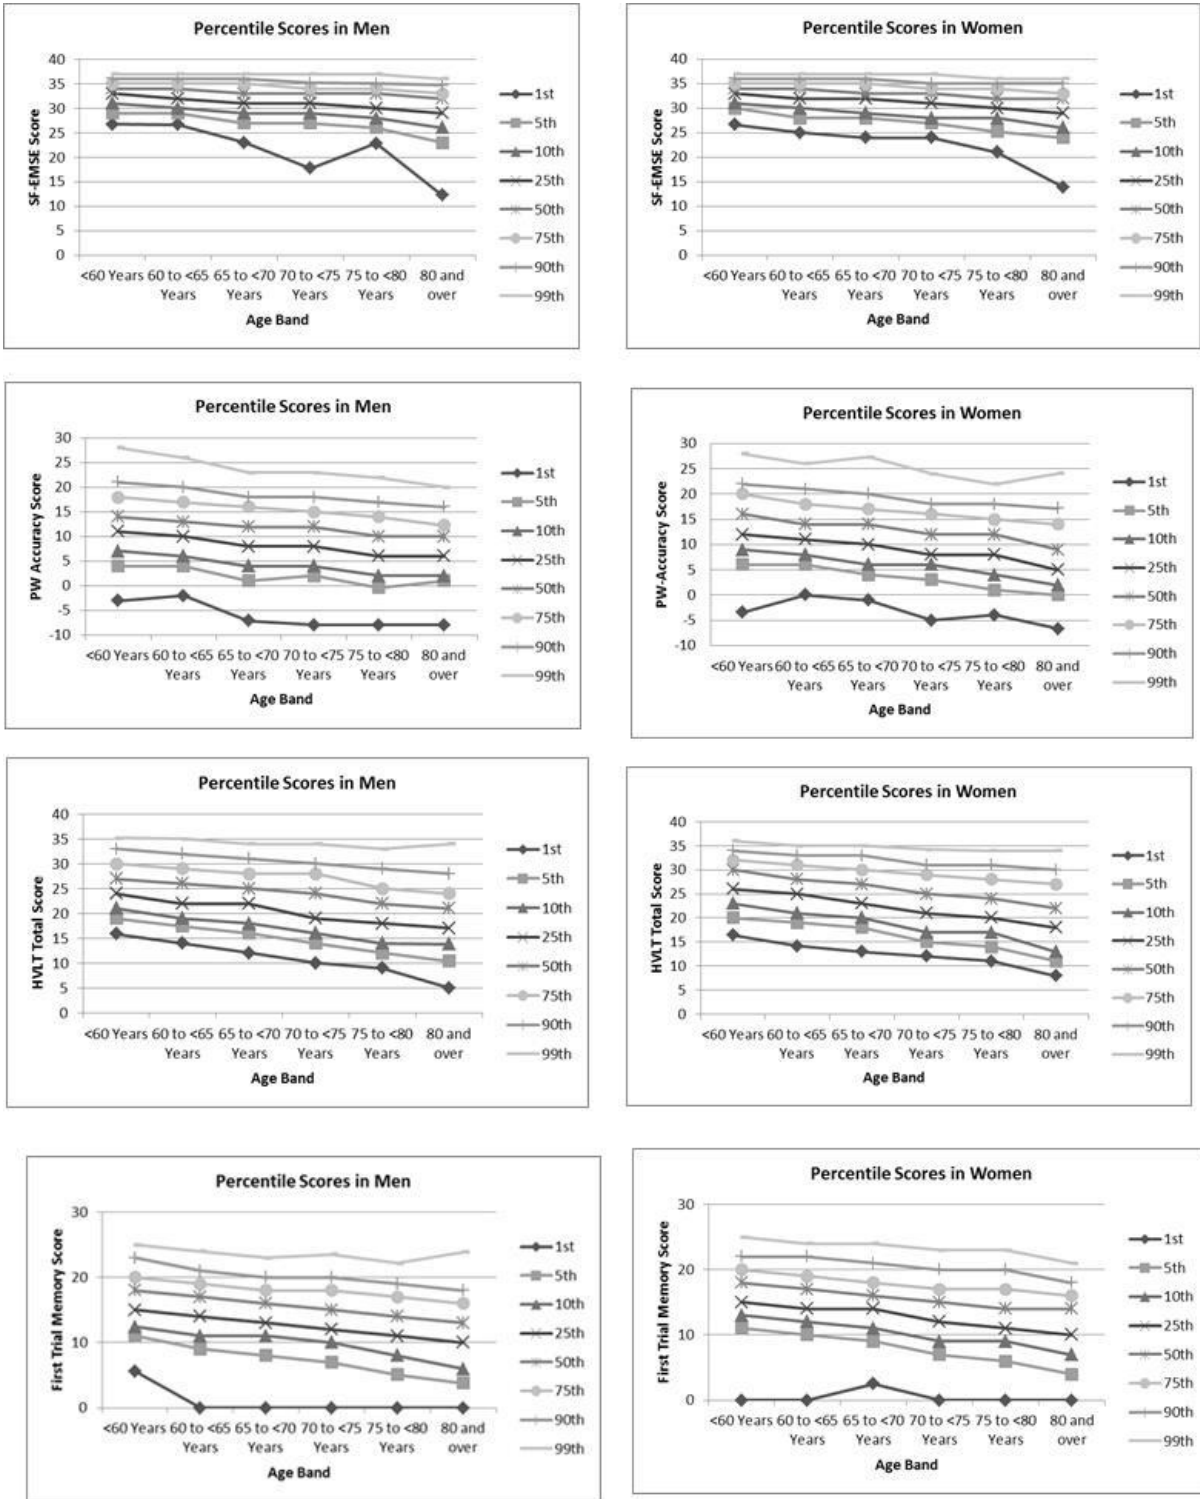 Percentile Scores in Men
SF-EMSE Score
40
35
30
25
20
15
10
5
0
<60 Years 60 to <65 65 to <70 70 to <75 75 to <80 80 and
Years Years Years Years over
Age Band
1st
5th
10th
25th
50th
75th
90th
99th
Percentile Scores in Women
SF-EMSE Score
40
35
30
25
20
15
10
5
0
<60 Years 60 to <65 65 to <70 70 to <75 75 to <80 80 and
Years Years Years Years over
Age Band
1st
5th
10th
25th
50th
75th
90th
99th
Percentile Scores in Men
PW Accuracy Score
30
25
20
15
10
5
0
-5
-10
<60 Years 60 to <65 65 to <70 70 to <75 75 to <80 80 and
Years Years Years Years over
Age Band
1st
5th
10th
25th
50th
75th
90th
99th
Percentile Scores in Women
PW-Accuracy Score
30
25
20
15
10
5
0
-5
-10
<60 Years 60 to <65 65 to <70 70 to <75 75 to <80 80 and
Years Years Years Years over
Age Band
1st
5th
10th
25th
50th
75th
90th
99th
Percentile Scores in Men
HVLT Total Score
40
35
30
25
20
15
10
5
0
<60 Years 60 to <65 65 to <70 70 to <75 75 to <80 80 and
Years Years Years Years over
Age Band
1st
5th
10th
25th
50th
75th
90th
99th
Percentile Scores in Women
HVLT Total Score
40
35
30
25
20
15
10
5
0
<60 Years 60 to <65 65 to <70 70 to <75 75 to <80 80 and
Years Years Years Years over
Age Band
1st
5th
10th
25th
50th
75th
90th
99th
Percentile Scores in Men
First Trial Memory Score
30
20
10
0
<60 Years 60 to <65 65 to <70 70 to <75 75 to <80 80 and
Years Years Years Years over
Age Band
1st
5th
10th
25th
50th
75th
90th
99th
Percentile Scores in Women
First Trial Memory Score
30
20
10
0
<60 Years 60 to <65 65 to <70 70 to <75 75 to <80 80 and
Years Years Years Years over
Age Band
1st
5th
10th
25th
50th
75th
90th
99th